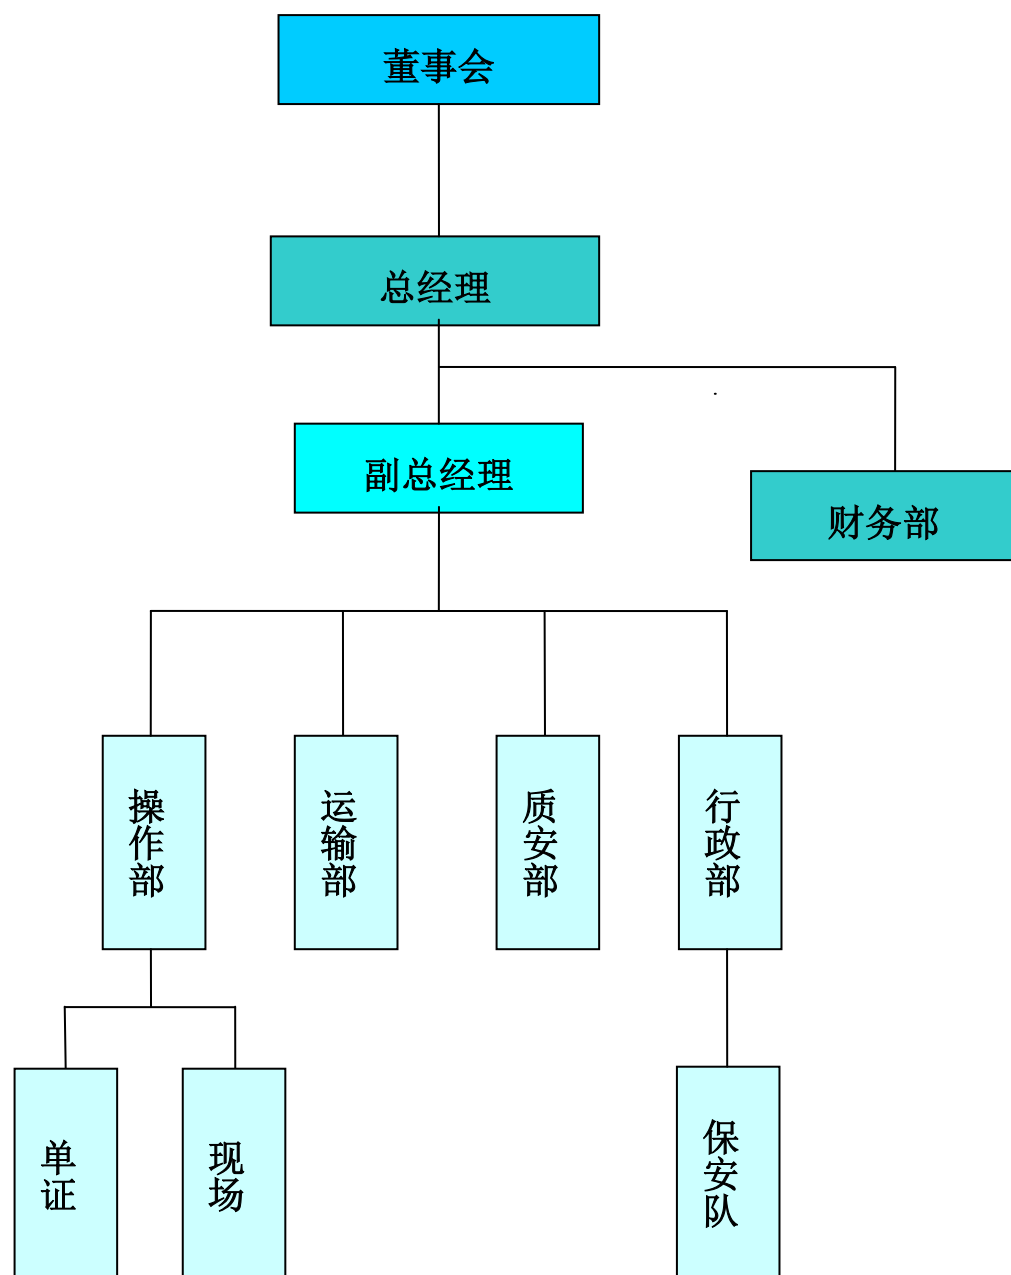 董事会
总经理
副总经理
财务部
操作部
运输部
质安部
行政部
单证
现场
保安队